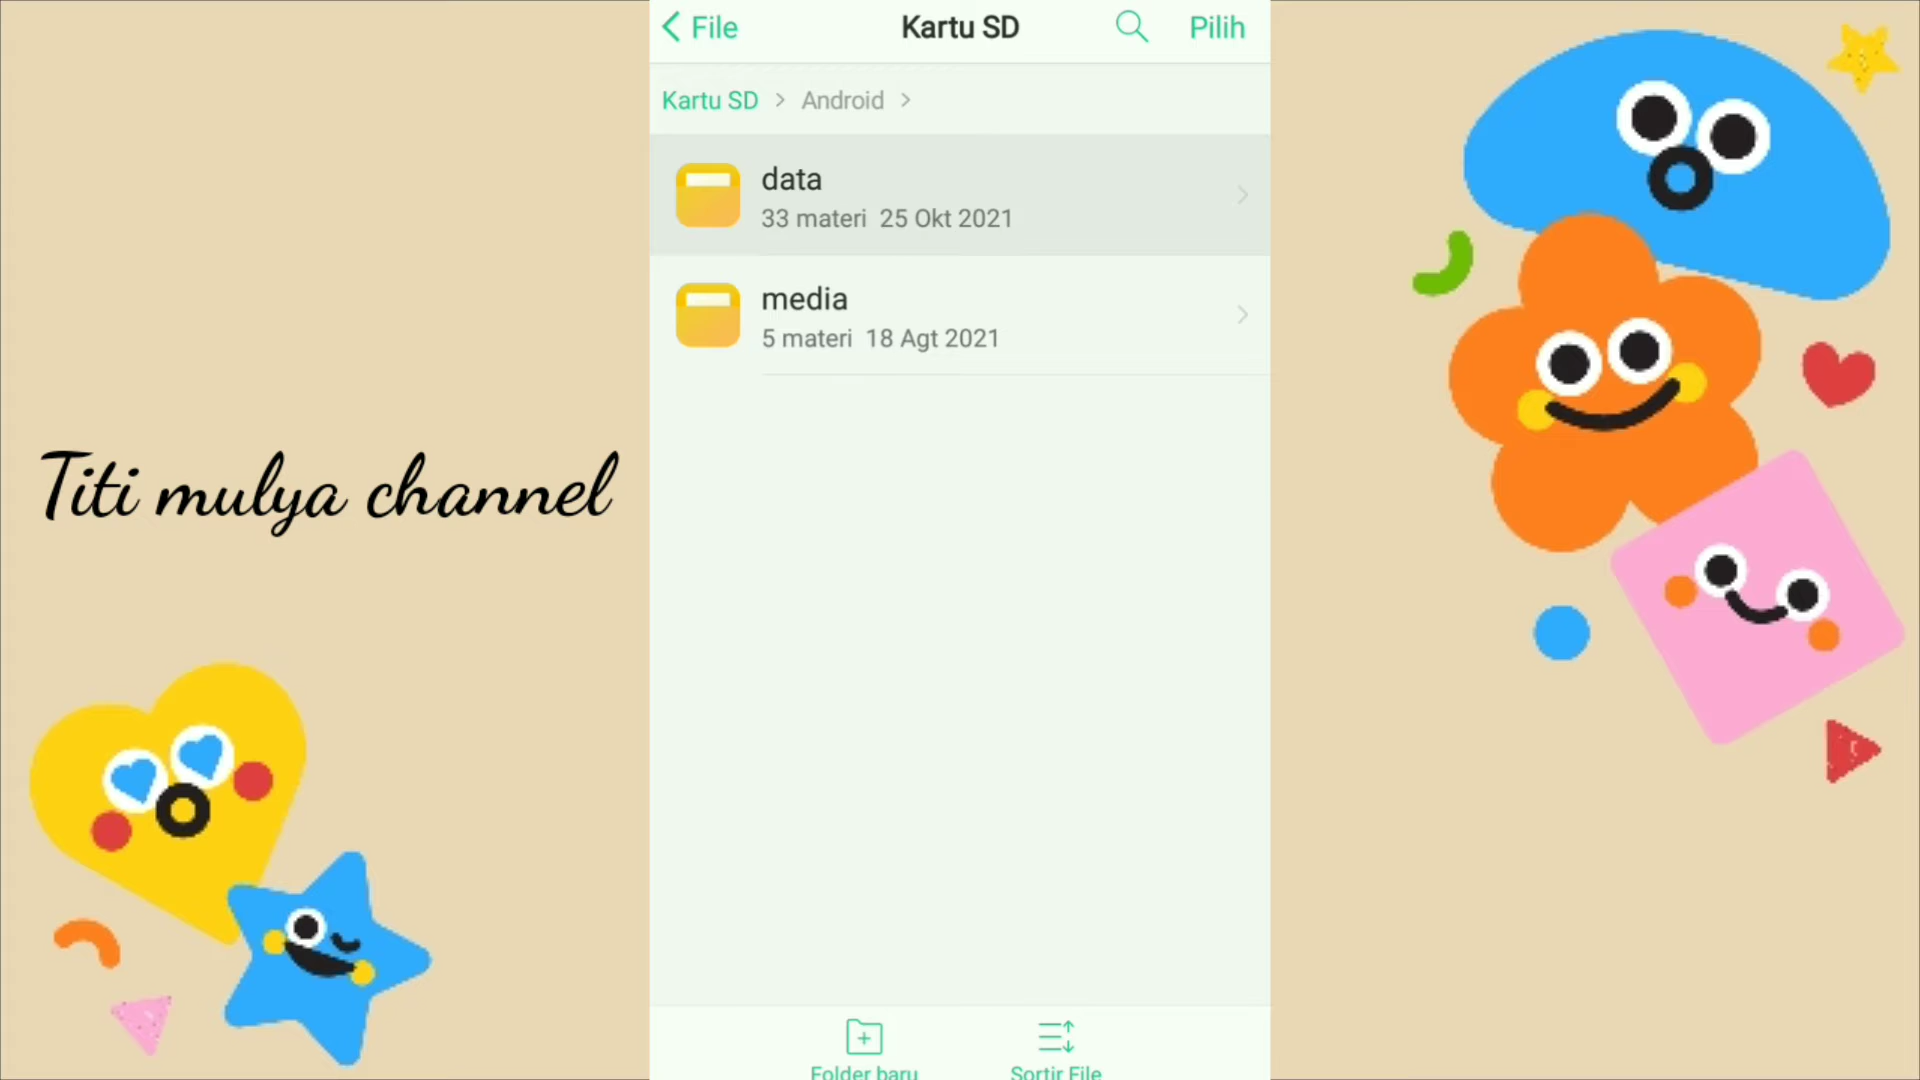 File
Kartu SD
Pilih
Kartu SD > Android >
data
33 materi 25 Okt 2021
media
5 materi 18 Agt 2021
Titi mulya channel
Folder baru
Sortir File